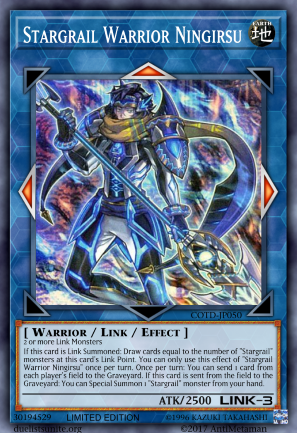 STARGRAIL WARRIOR NINGIRSU
EARTH
地
COTD-JP050
[ WARRIOR / LINK / EFFECT ]
2 or more Link Monsters
If this card is Link Summoned: Draw cards equal to the number of "Stargrail"
monsters at this card's Link Point. You can only use this effect of "Stargrail
Warrior Ningirsu" once per turn. Once per turn: You can send 1 card from
each player's field to the Graveyard. If this card is sent from the field to
the Graveyard: You can Special Summon 1 "Stargrail" monster from your hand.
ATK/2500 LINK-3
30194529 LIMITED EDITION ©1996 KAZUKI TAKAHASHI
duelistsunite.org ©2017 AntiMetaman